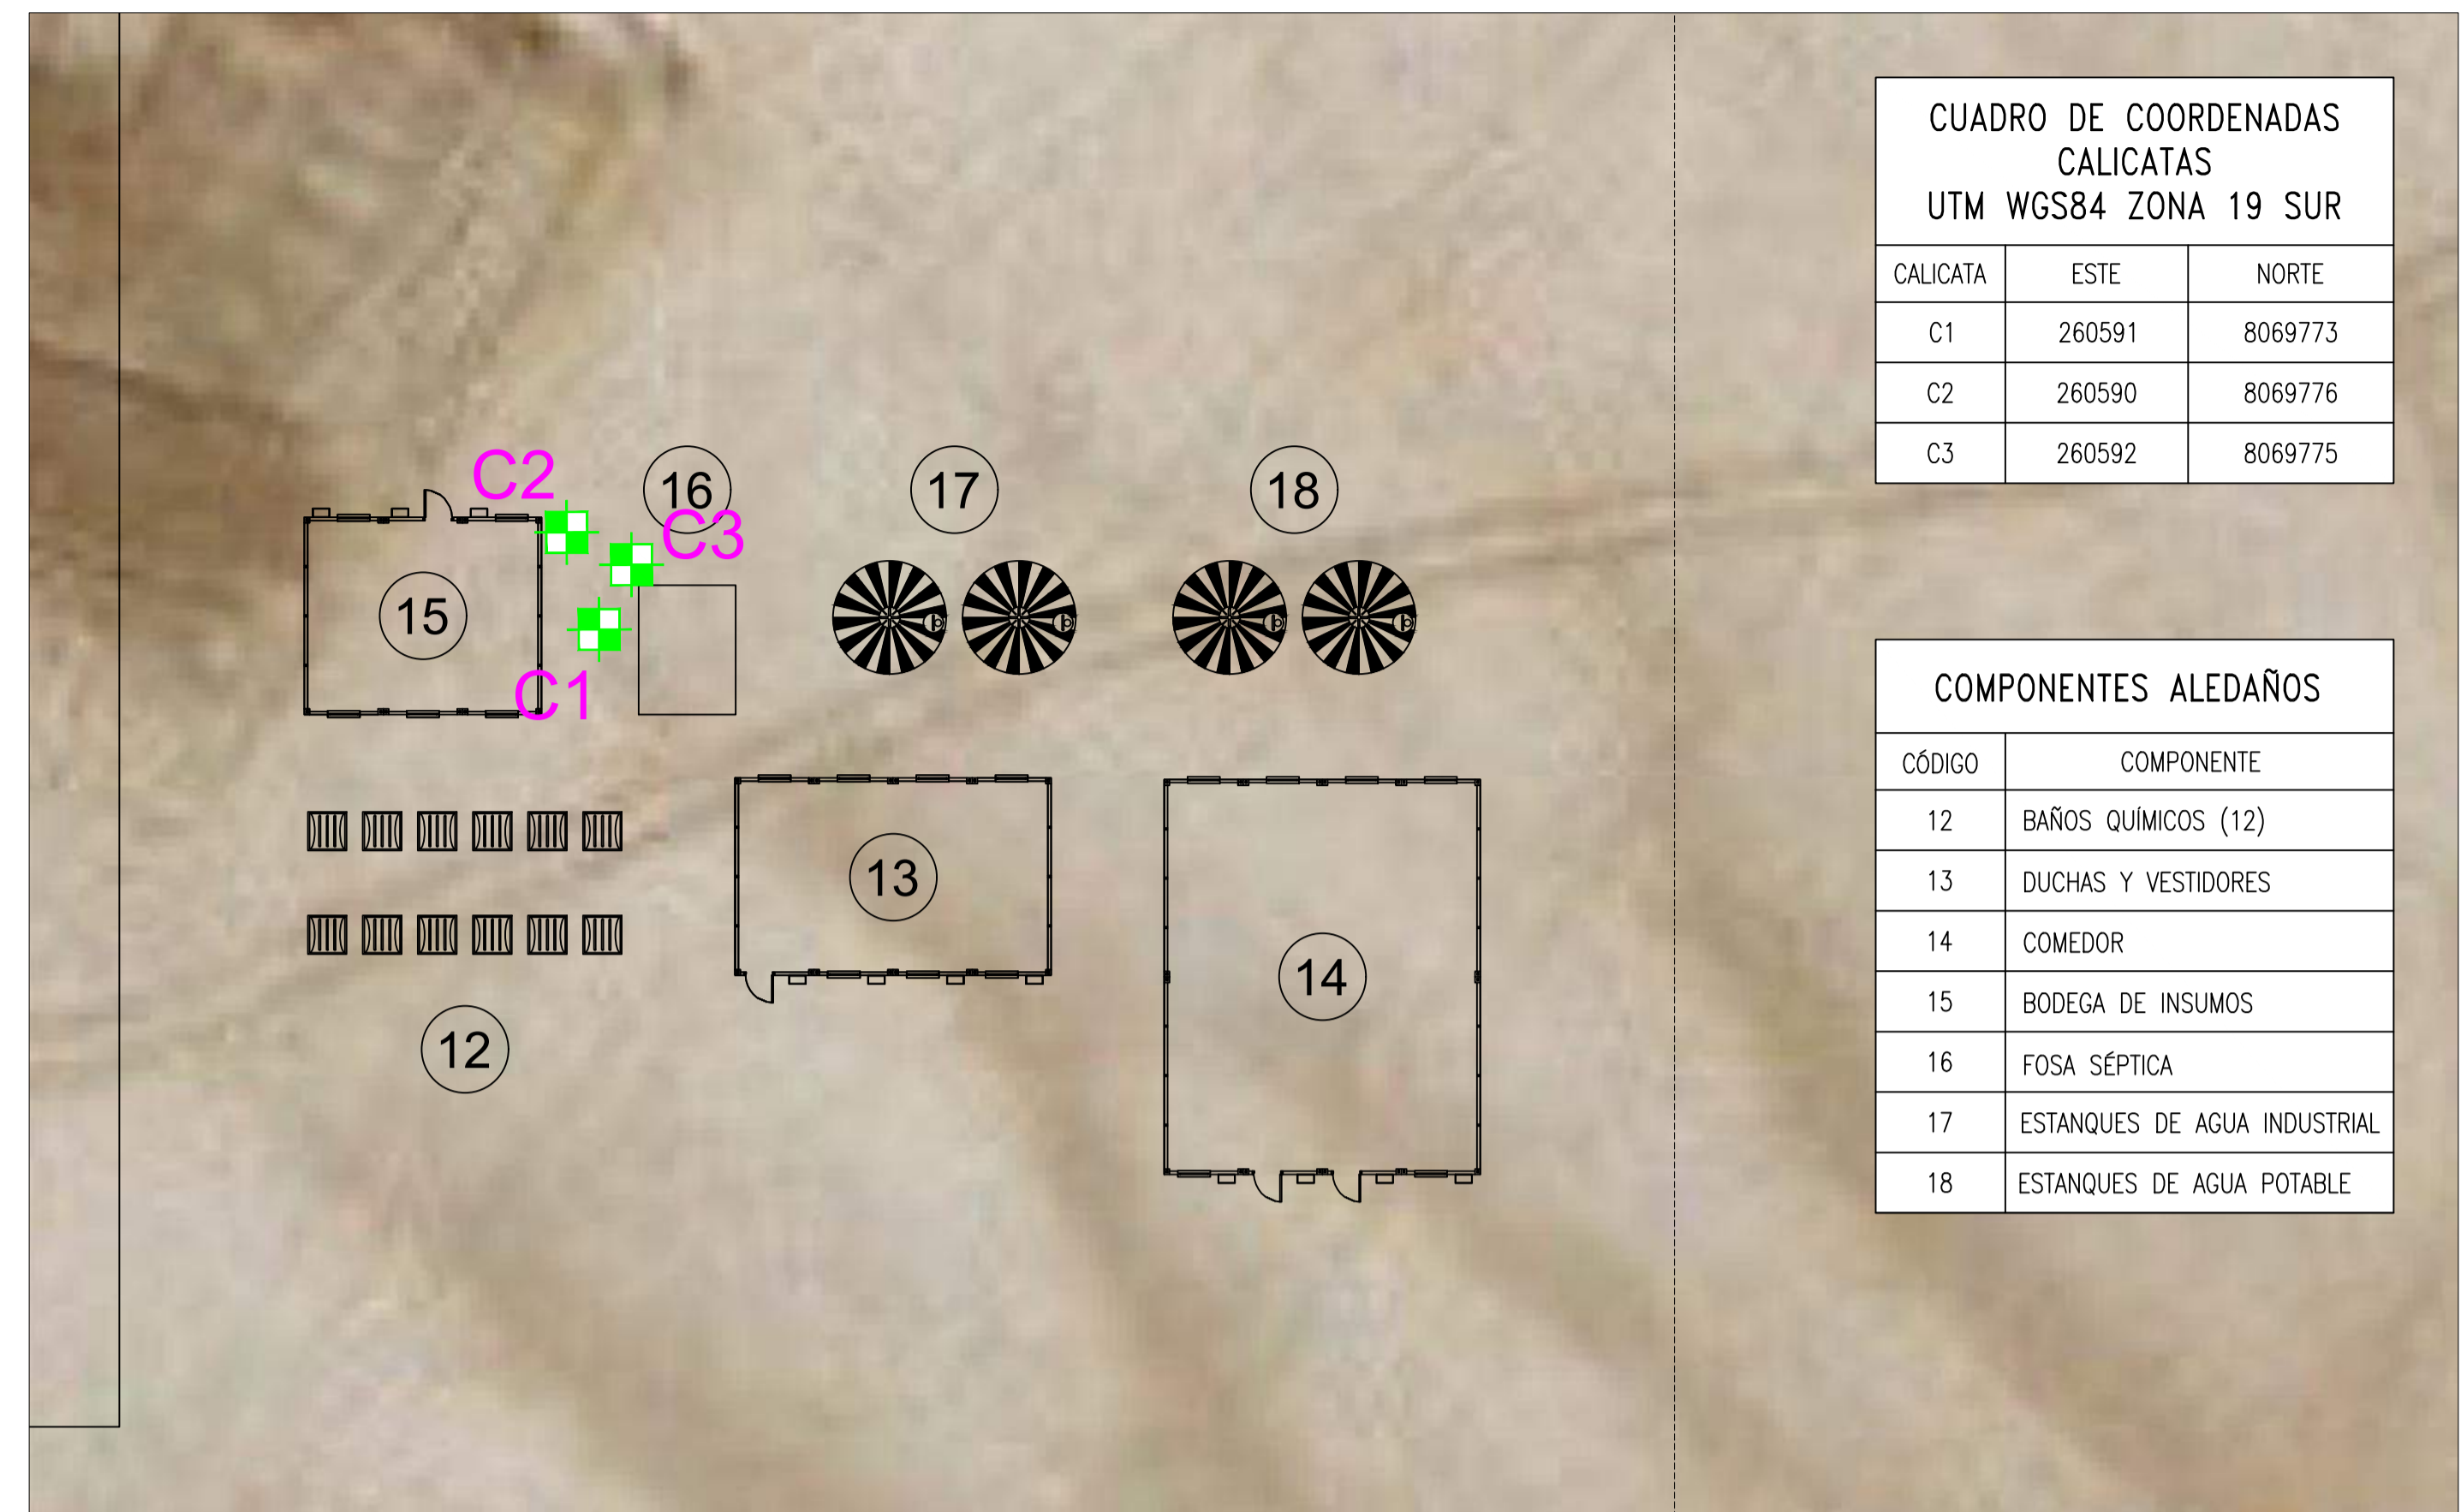 CUADRO DE COORDENADAS
CALICATAS
UTM WGS84 ZONA 19 SUR
CALICATA ESTE NORTE
C1 260591 8069773
C2 260590 8069776
C3 260592 8069775
C2
16
17
18
C3
15
C1
13
14
12
COMPONENTES ALEDAÑOS
CÓDIGO COMPONENTE
12 BAÑOS QUÍMICOS (12)
13 DUCHAS Y VESTIDORES
14 COMEDOR
15 BODEGA DE INSUMOS
16 FOSA SÉPTICA
17 ESTANQUES DE AGUA INDUSTRIAL
18 ESTANQUES DE AGUA POTABLE